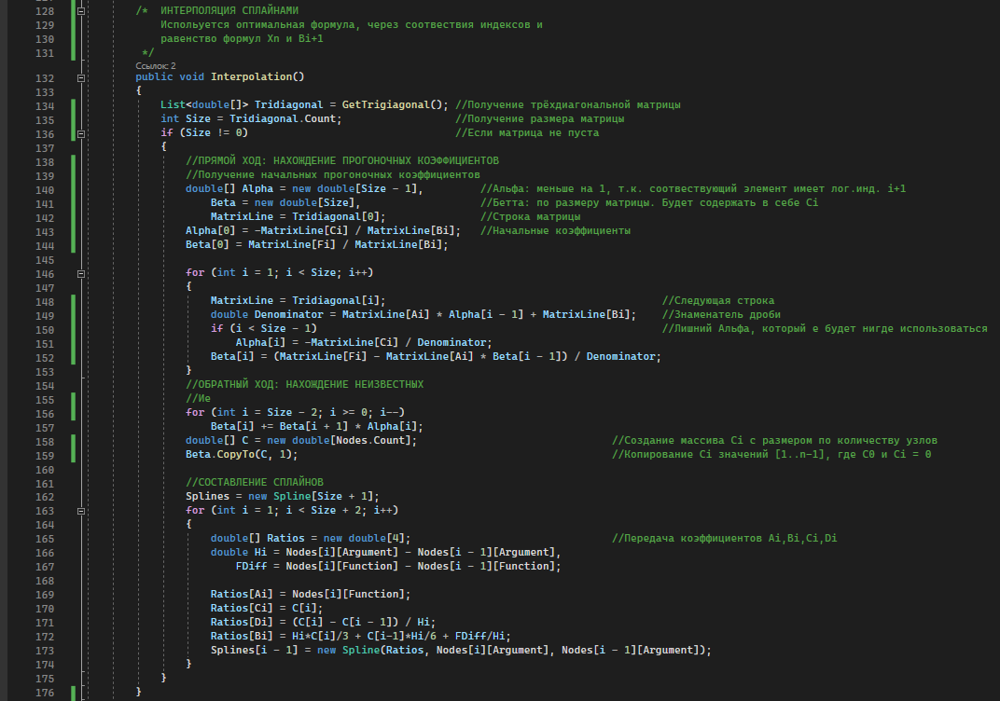 128 /* ИНТЕРПОЛЯЦИЯ СПЛАЙНАМИ
129 Испольуется оптимальная формула, через соотвествия индексов и
130 равенство формул Xn и Bi+1
131 */
Ссылок: 2
132 public void Interpolation()
133 {
134 List<double[]> Tridiagonal = GetTrigiagonal(); //Получение трёхдиагональной матрицы
135 int Size = Tridiagonal.Count; //Получение размера матрицы
136 if (Size != 0) //Если матрица не пуста
137 {
138 //ПРЯМОЙ ХОД: НАХОЖДЕНИЕ ПРОГОНОЧНЫХ КОЭФФИЦИЕНТОВ
139 //Получение начальных прогоночных коэффициентов
140 double[] Alpha = new double[Size - 1], //Альфа: меньше на 1, т.к. соотвествующий элемент имеет лог.инд. i+1
141 Beta = new double[Size], //Бетта: по размеру матрицы. Будет содержать в себе Ci
142 MatrixLine = Tridiagonal[0]; //Строка матрицы
143 Alpha[0] = -MatrixLine[Ci] / MatrixLine[Bi]; //Начальные коэффициенты
144 Beta[0] = MatrixLine[Fi] / MatrixLine[Bi];
145
146 for (int i = 1; i < Size; i++)
147 {
148 MatrixLine = Tridiagonal[i]; //Следующая строка
149 double Denominator = MatrixLine[Ai] * Alpha[i - 1] + MatrixLine[Bi]; //Знаменатель дроби
150 if (i < Size - 1) //Лишний Альфа, который е будет нигде использоваться
151 Alpha[i] = -MatrixLine[Ci] / Denominator;
152 Beta[i] = (MatrixLine[Fi] - MatrixLine[Ai] * Beta[i - 1]) / Denominator;
153 }
154 //ОБРАТНЫЙ ХОД: НАХОЖДЕНИЕ НЕИЗВЕСТНЫХ
155 //Ие
156 for (int i = Size - 2; i >= 0; i--)
157 Beta[i] += Beta[i + 1] * Alpha[i];
158 double[] C = new double[Nodes.Count]; //Создание массива Ci с размером по количеству узлов
159 Beta.CopyTo(C, 1); //Копирование Ci значений [1..n-1], где C0 и Ci = 0
160
161 //СОСТАВЛЕНИЕ СПЛАЙНОВ
162 Splines = new Spline[Size + 1];
163 for (int i = 1; i < Size + 2; i++)
164 {
165 double[] Ratios = new double[4]; //Передача коэффициентов Ai,Bi,Ci,Di
166 double Hi = Nodes[i][Argument] - Nodes[i - 1][Argument],
167 FDiff = Nodes[i][Function] - Nodes[i - 1][Function];
168
169 Ratios[Ai] = Nodes[i][Function];
170 Ratios[Ci] = C[i];
171 Ratios[Di] = (C[i] - C[i - 1]) / Hi;
172 Ratios[Bi] = Hi*C[i]/3 + C[i-1]*Hi/6 + FDiff/Hi;
173 Splines[i - 1] = new Spline(Ratios, Nodes[i][Argument], Nodes[i - 1][Argument]);
174 }
175 }
176 }